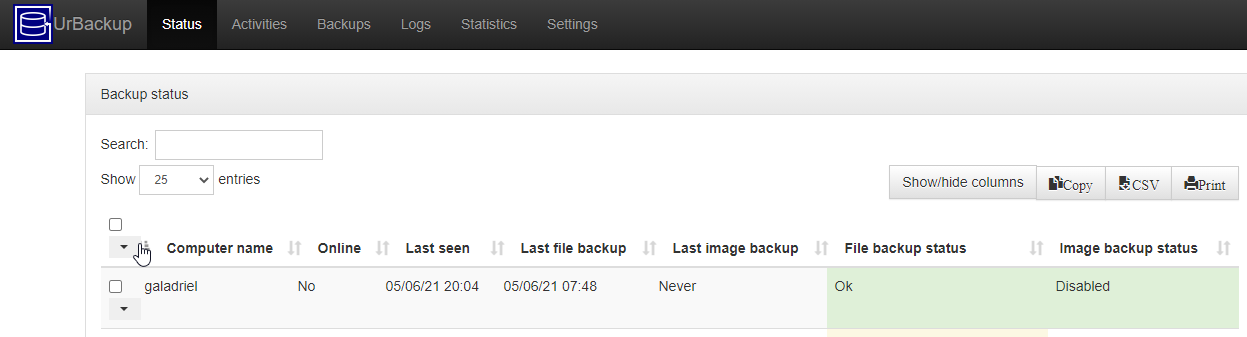 UrBackup Status Activities Backups Logs Statistics Settings
Backup status
Search:
Show 25 entries Show/hide columns Copy CSV Print
Computer name Online Last seen Last file backup Last image backup File backup status Image backup status
galadriel No 05/06/21 20:04 05/06/21 07:48 Never Ok Disabled